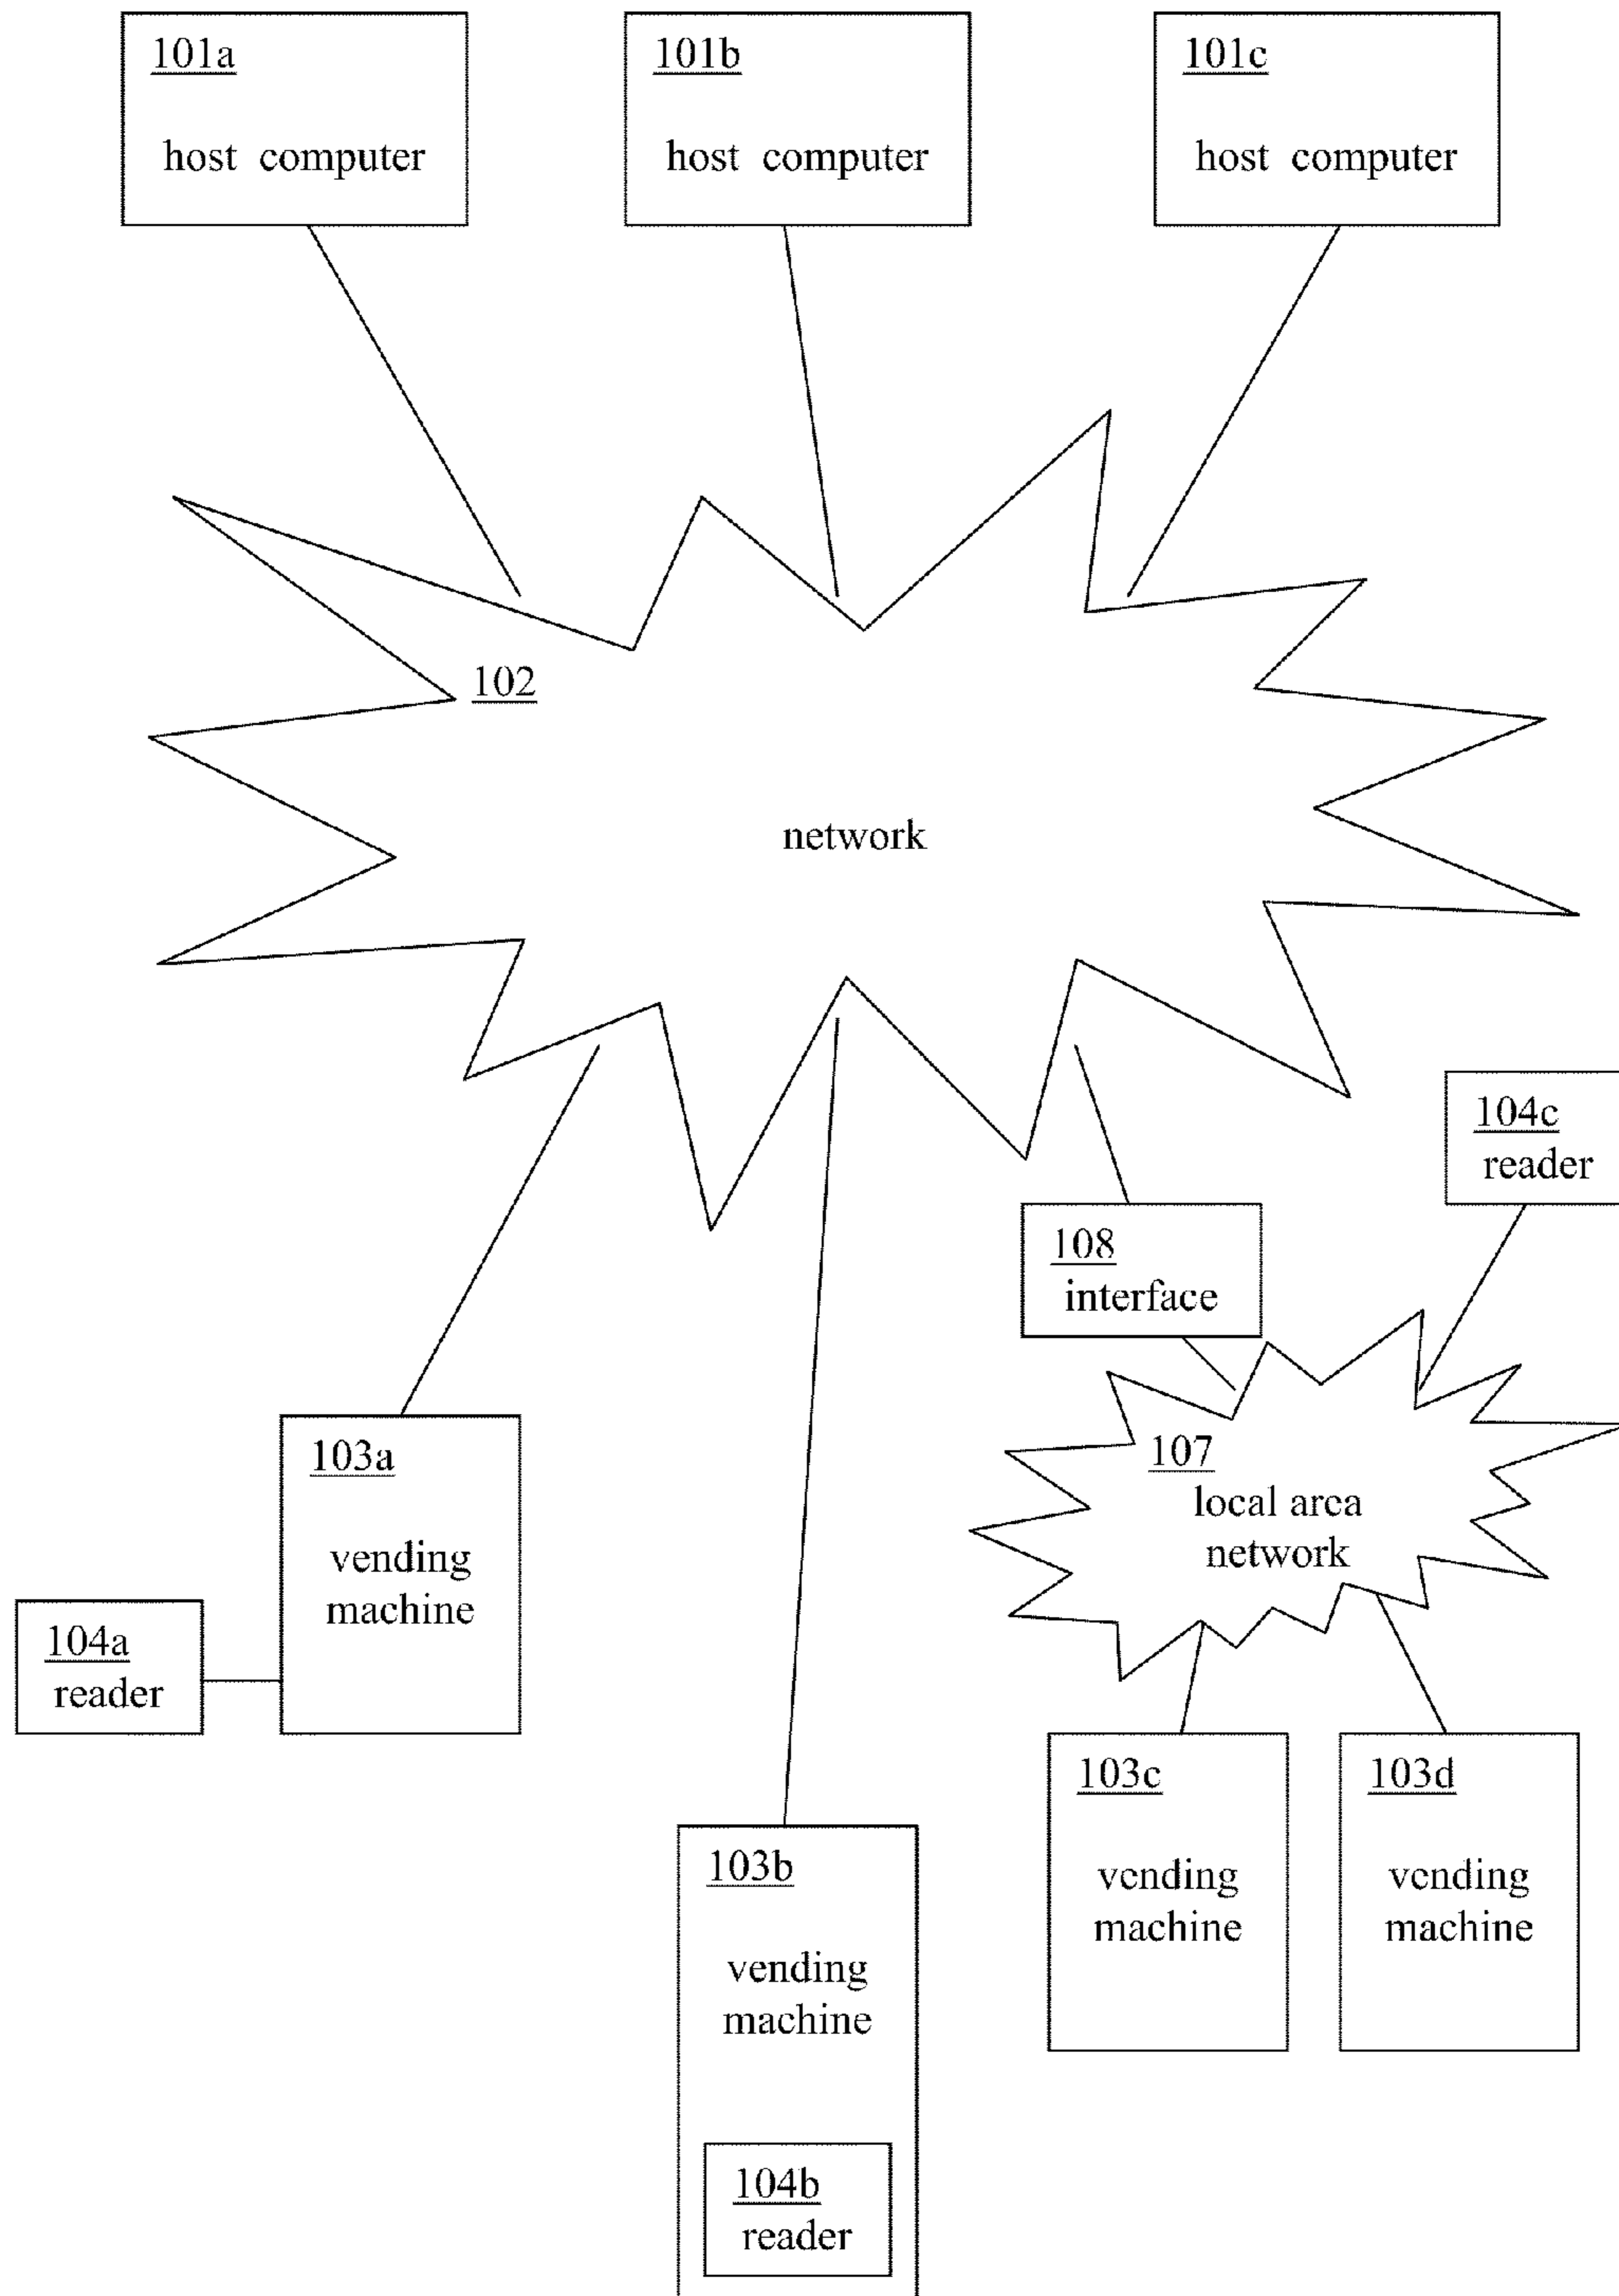 101a
host computer
101b
host computer
101c
host computer
102
network
104c
reader
108
interface
103a
vending
machine
107
local area
network
104a
reader
103c
vending
machine
103d
vending
machine
103b
vending
machine
104b
reader